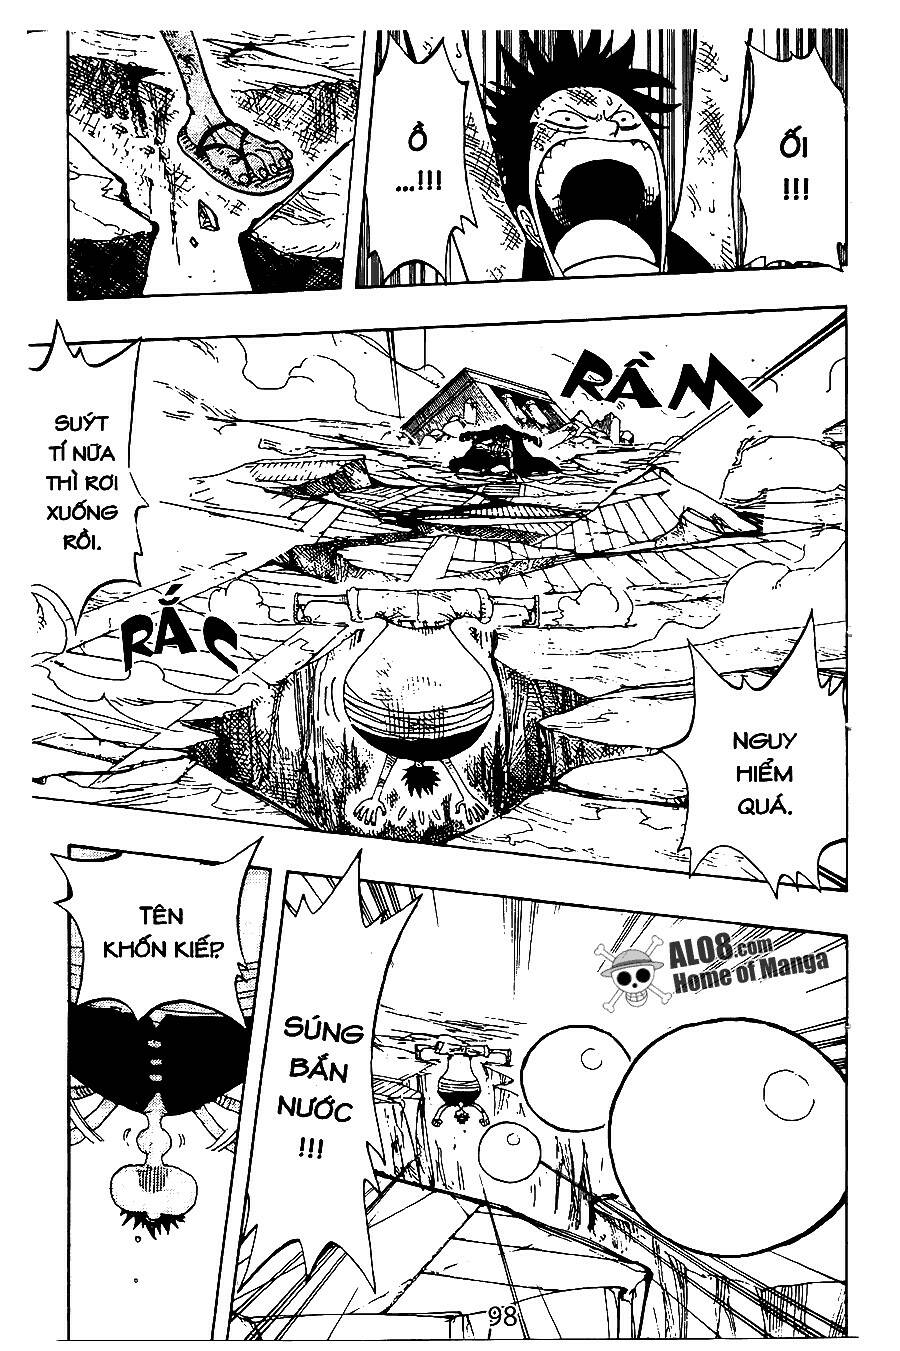 ỐI
!!!
Ồ
...!!!
RẦM
SUÝT
TÍ NỮA
THÌ RƠI
XUỐNG
RỒI.
RẮC
NGUY
HIỂM
QUÁ.
SÚNG
BẮN
NƯỚC
!!!
TÊN
KHỐN KIẾP?
ALO8.com
Home of Manga
98